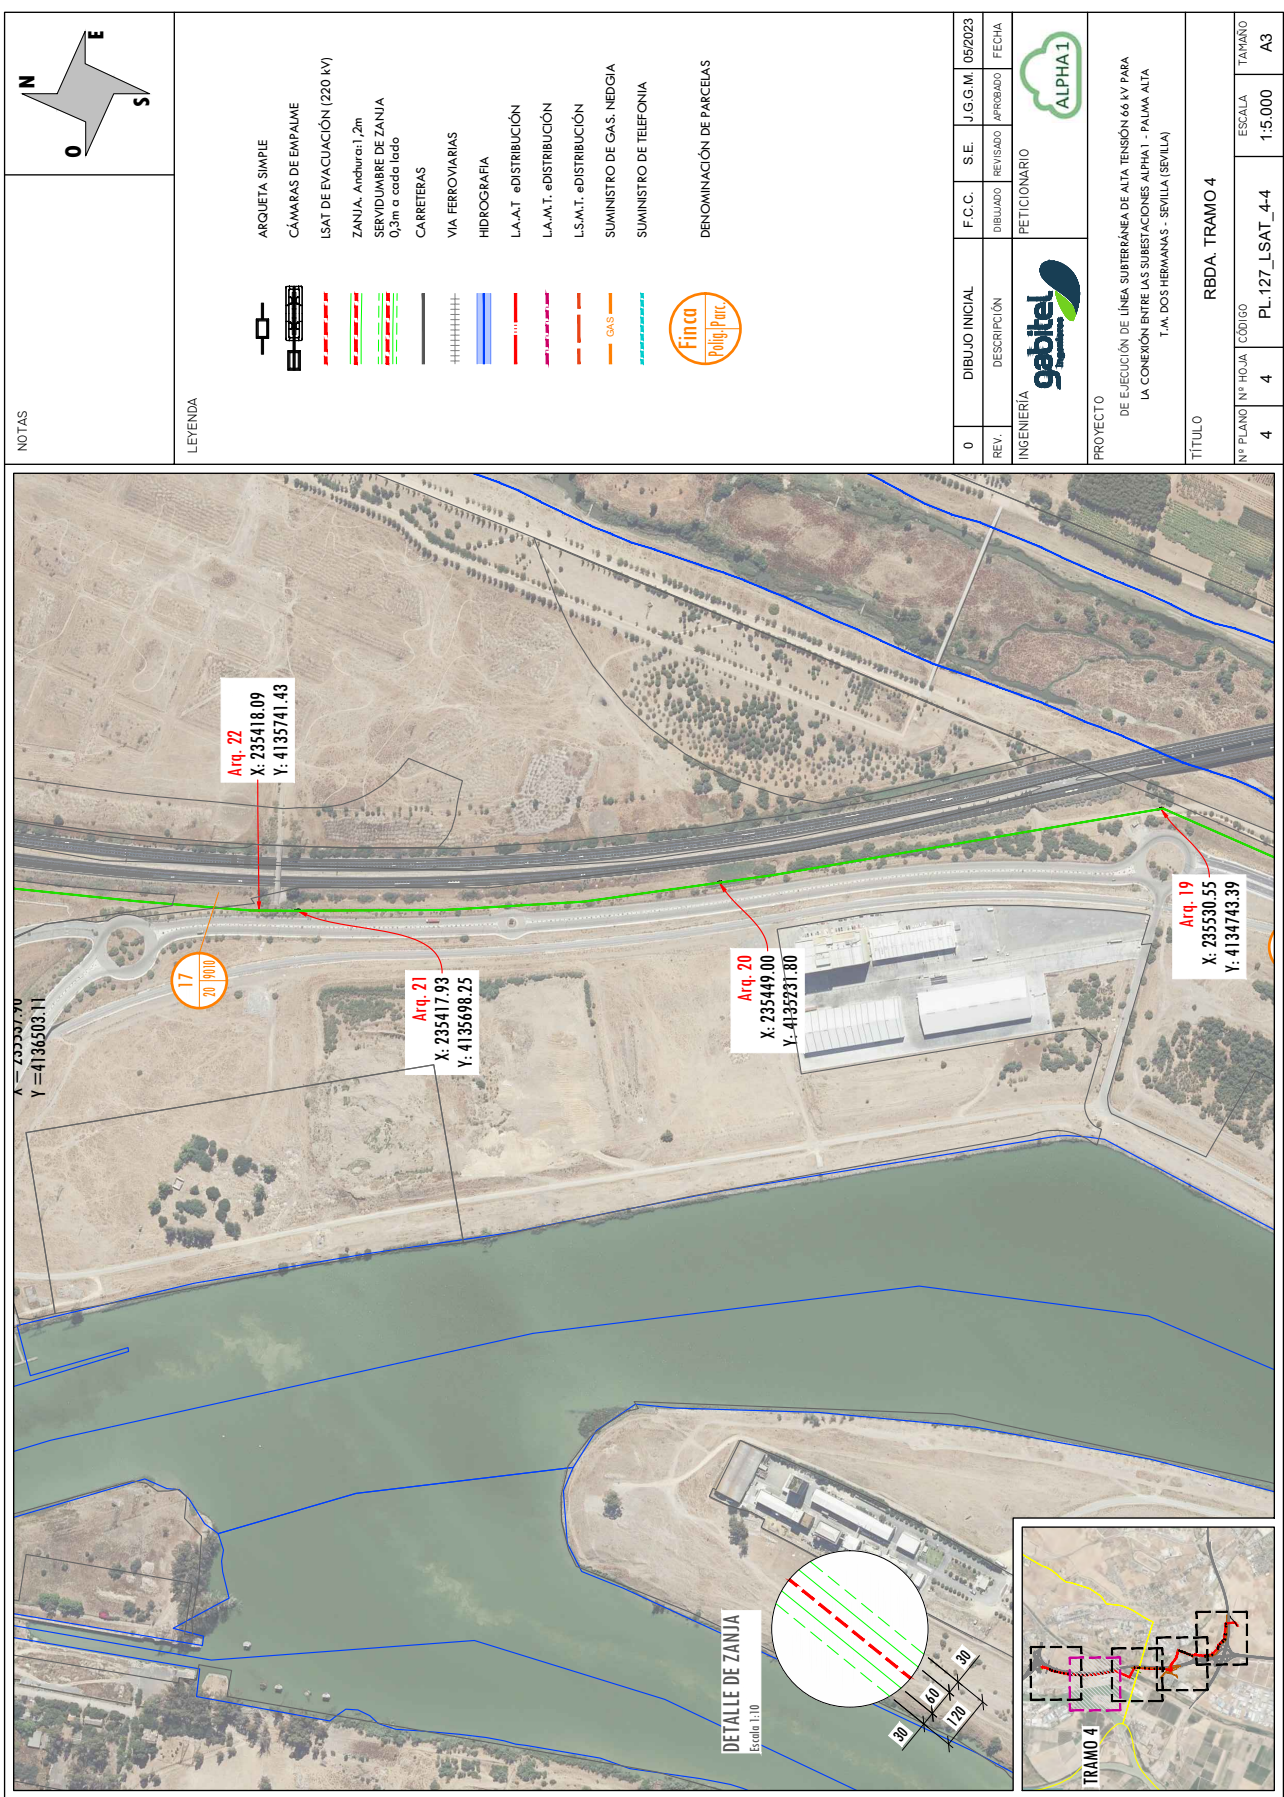 NOTAS
N
E
S
O
LEYENDA
ARQUETA SIMPLE
CÁMARAS DE EMPALME
LSAT DE EVACUACIÓN (220 kV)
ZANJA. Anchura:1,2m
SERVIDUMBRE DE ZANJA
0,3m a cada lado
CARRETERAS
VIA FERROVIARIAS
HIDROGRAFIA
L.A.A.T eDISTRIBUCIÓN
L.A.M.T. eDISTRIBUCIÓN
L.S.M.T. eDISTRIBUCIÓN
GAS
SUMINISTRO DE GAS. NEDGIA
SUMINISTRO DE TELEFONIA
Finca
Polig. Parc.
DENOMINACIÓN DE PARCELAS
0
DIBUJO INICIAL
F.C.C.
S.E.
J.G.G.M.
05/2023
REV.
DESCRIPCIÓN
DIBUJADO
REVISADO
APROBADO
FECHA
INGENIERÍA
gabitel
Ingenieros
PETICIONARIO
ALPHA1
PROYECTO
DE EJECUCIÓN DE LÍNEA SUBTERRÁNEA DE ALTA TENSIÓN 66 kV PARA
LA CONEXIÓN ENTRE LAS SUBESTACIONES ALPHA1 - PALMA ALTA
T.M. DOS HERMANAS - SEVILLA (SEVILLA)
TÍTULO
RBDA. TRAMO 4
Nº PLANO
4
Nº HOJA
4
CÓDIGO
PL.127_LSAT_4-4
ESCALA
1:5.000
TAMAÑO
A3
Y =4136503.11
17
20 9010
Arq. 22
X: 235418.09
Y: 4135741.43
Arq. 21
X: 235417.93
Y: 4135698.25
Arq. 20
X: 235449.00
Y: 4135231.80
Arq. 19
X: 235530.55
Y: 4134743.39
DETALLE DE ZANJA
Escala 1:10
30
60
30
120
TRAMO 4